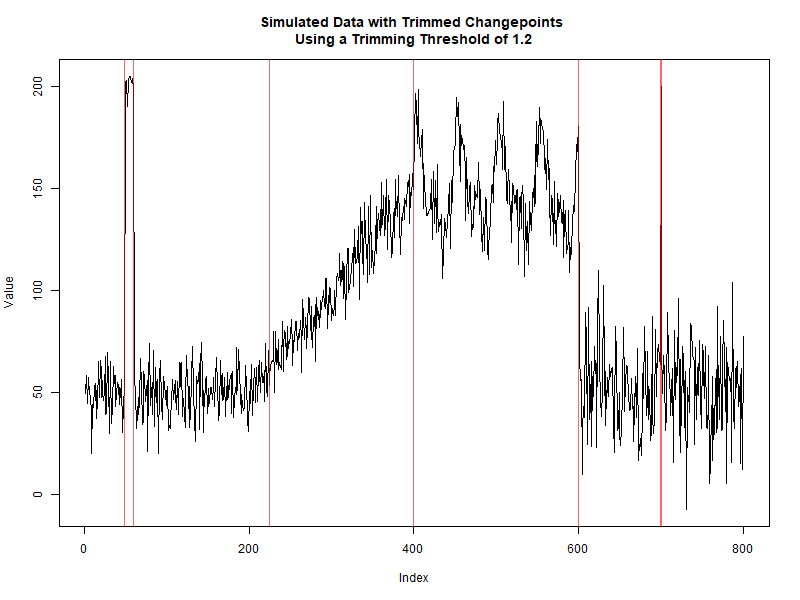 Simulated Data with Trimmed Changepoints
Using a Trimming Threshold of 1.2
200
150
100
50
0
Value
0 200 400 600 800
Index